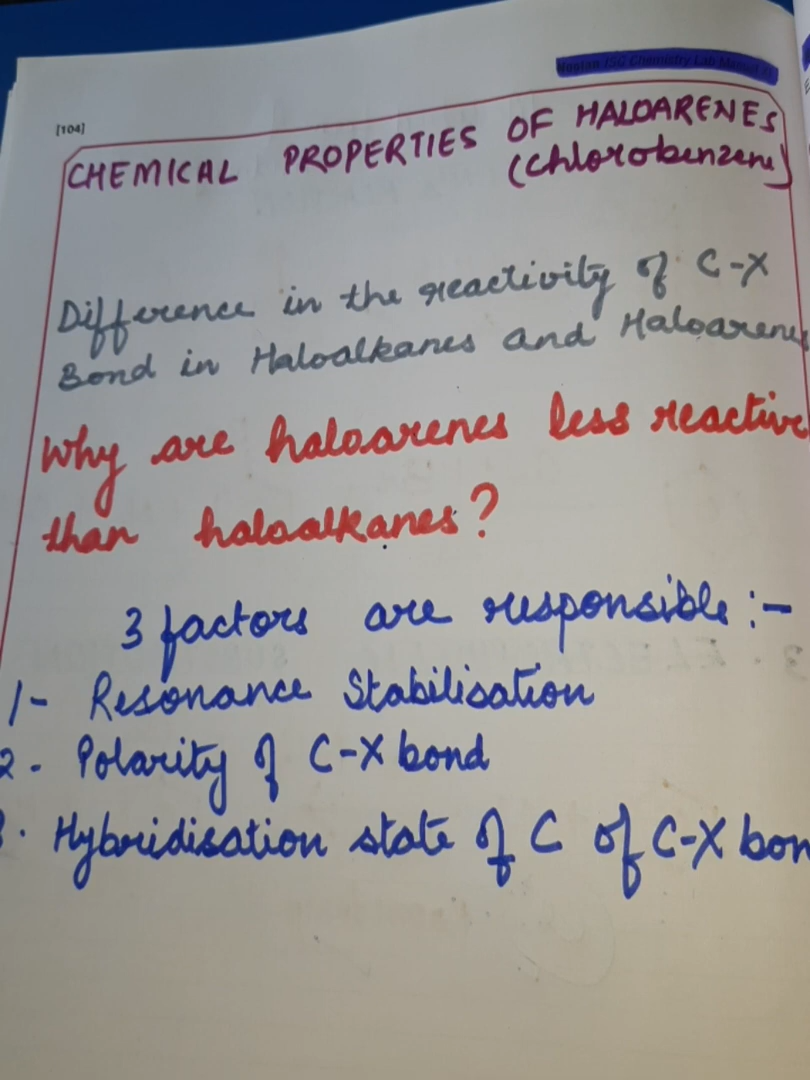 [104]
CHEMICAL PROPERTIES OF HALOARENES
(Chlorobenzene)
Difference in the reactivity of C-X
Bond in Haloalkanes and Haloarenes
Why are haloarenes less reactive
than haloalkanes?
3 factors are responsible :-
1- Resonance Stabilisation
2. Polarity of C-X bond
3. Hybridisation state of C of C-X bon